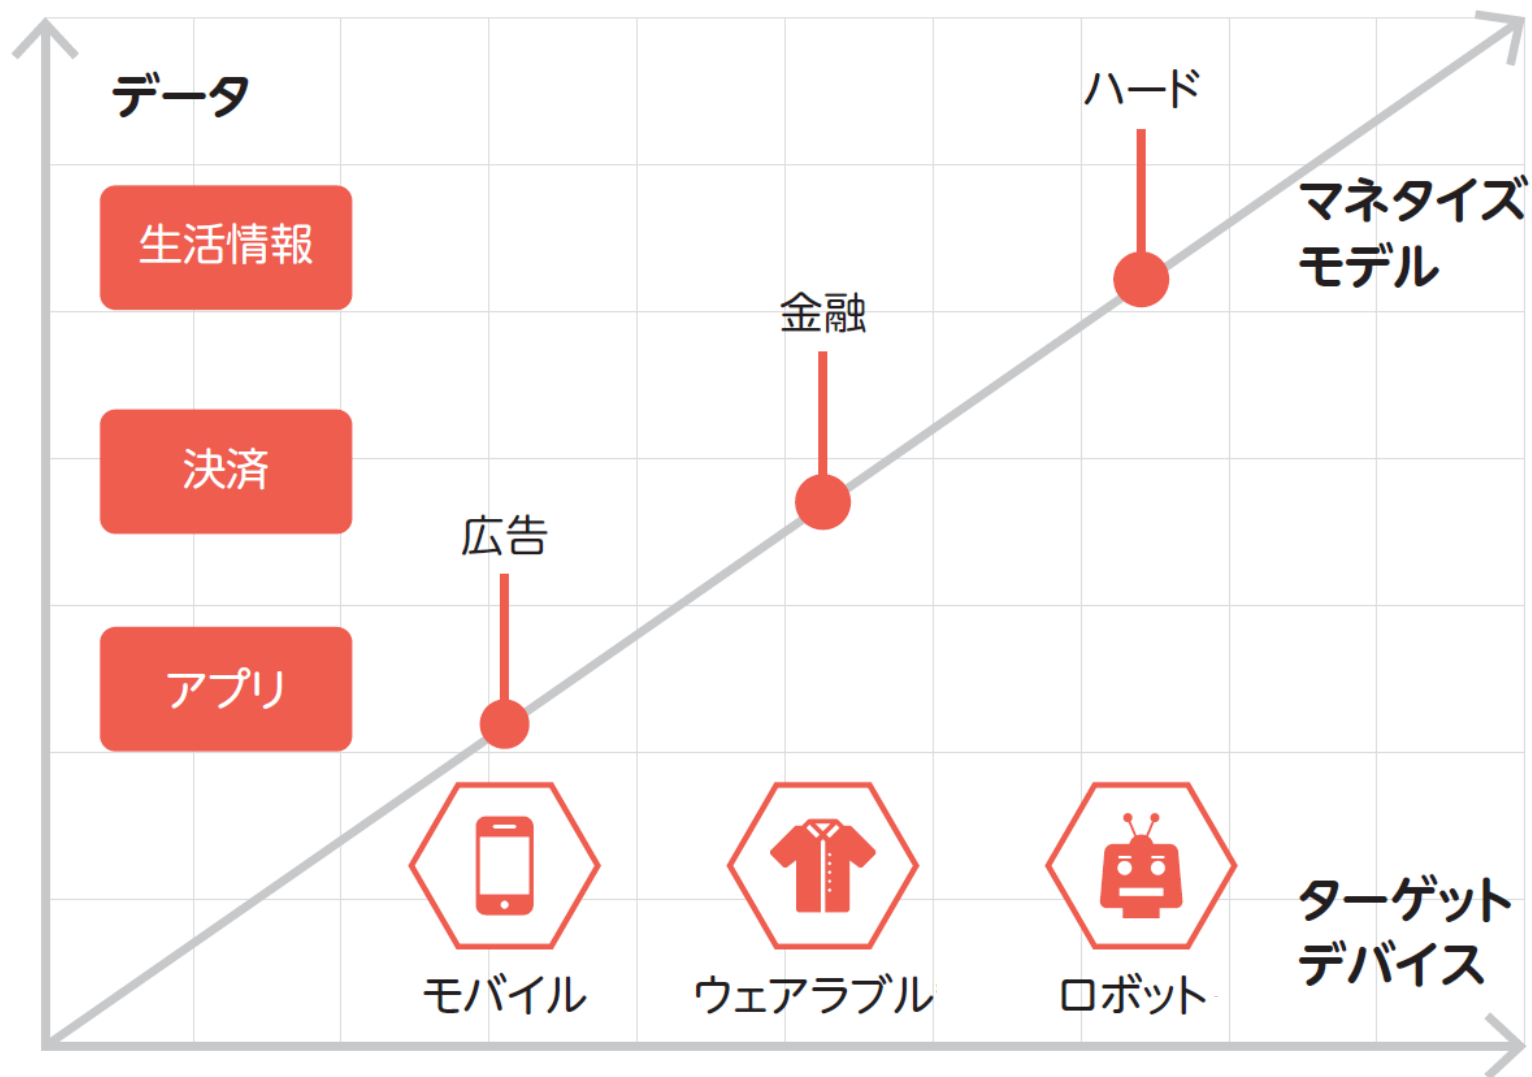 データ
ハード
マネタイズ
モデル
生活情報
金融
決済
広告
アプリ
モバイル
ウェアラブル
ロボット
ターゲット
デバイス